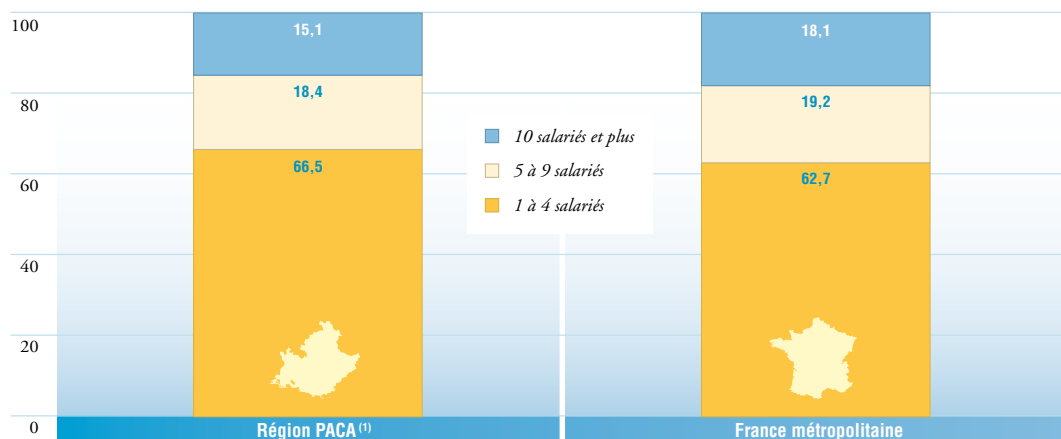 100
80
60
40
20
0
15,1
18,4
66,5
10 salariés et plus
5 à 9 salariés
1 à 4 salariés
18,1
19,2
62,7
Région PACA (1)
France métropolitaine